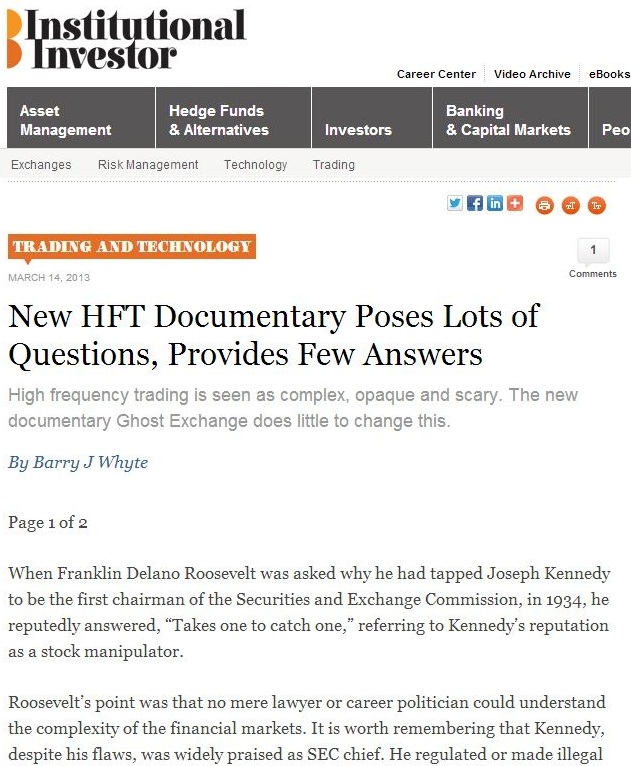 Institutional
Investor
Career Center Video Archive eBooks
Asset
Management
Hedge Funds
& Alternatives
Investors
Banking
& Capital Markets
Peo
Exchanges Risk Management Technology Trading
TRADING AND TECHNOLOGY
1
Comments
MARCH 14, 2013
New HFT Documentary Poses Lots of
Questions, Provides Few Answers
High frequency trading is seen as complex, opaque and scary. The new
documentary Ghost Exchange does little to change this.
By Barry J Whyte
Page 1 of 2
When Franklin Delano Roosevelt was asked why he had tapped Joseph Kennedy
to be the first chairman of the Securities and Exchange Commission, in 1934, he
reputedly answered, “Takes one to catch one,” referring to Kennedy’s reputation
as a stock manipulator.
Roosevelt’s point was that no mere lawyer or career politician could understand
the complexity of the financial markets. It is worth remembering that Kennedy,
despite his flaws, was widely praised as SEC chief. He regulated or made illegal